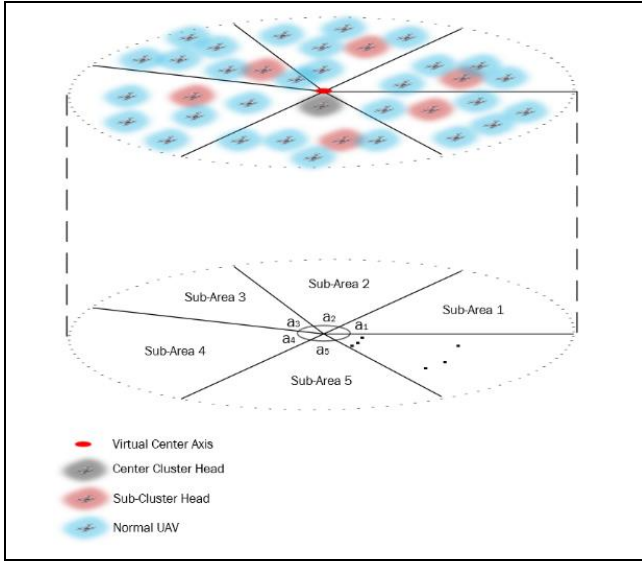 Sub-Area 2
Sub-Area 3
Sub-Area 1
a3 a2 a1
Sub-Area 4
a4
a5
Sub-Area 5
Virtual Center Axis
Center Cluster Head
Sub-Cluster Head
Normal UAV